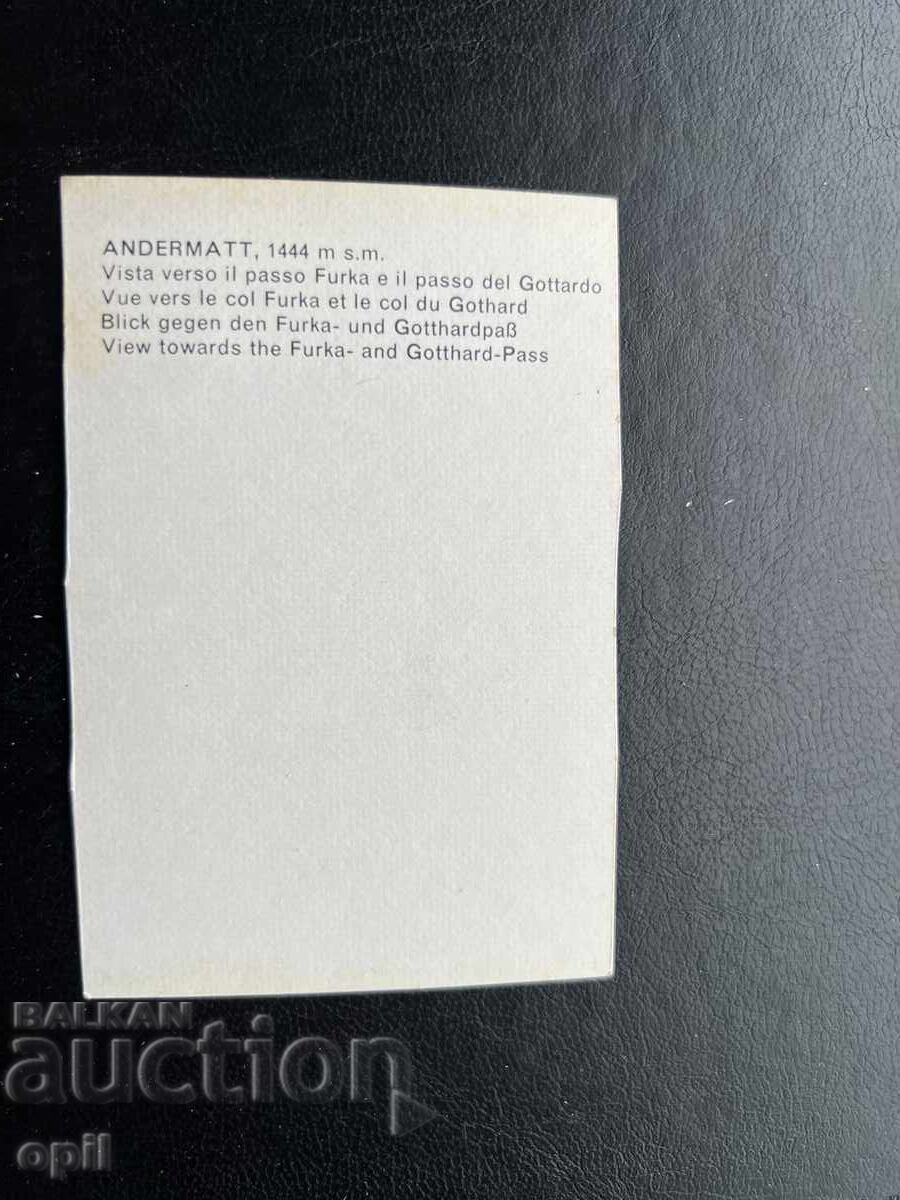 ANDERMATT, 1444 m s.m.
Vista verso il passo Furka e il passo del Gottardo
Vue vers le col Furka et le col du Gothard
Blick gegen den Furka- und Gotthardpaß
View towards the Furka- and Gotthard-Pass
BALKAN
auction
opil